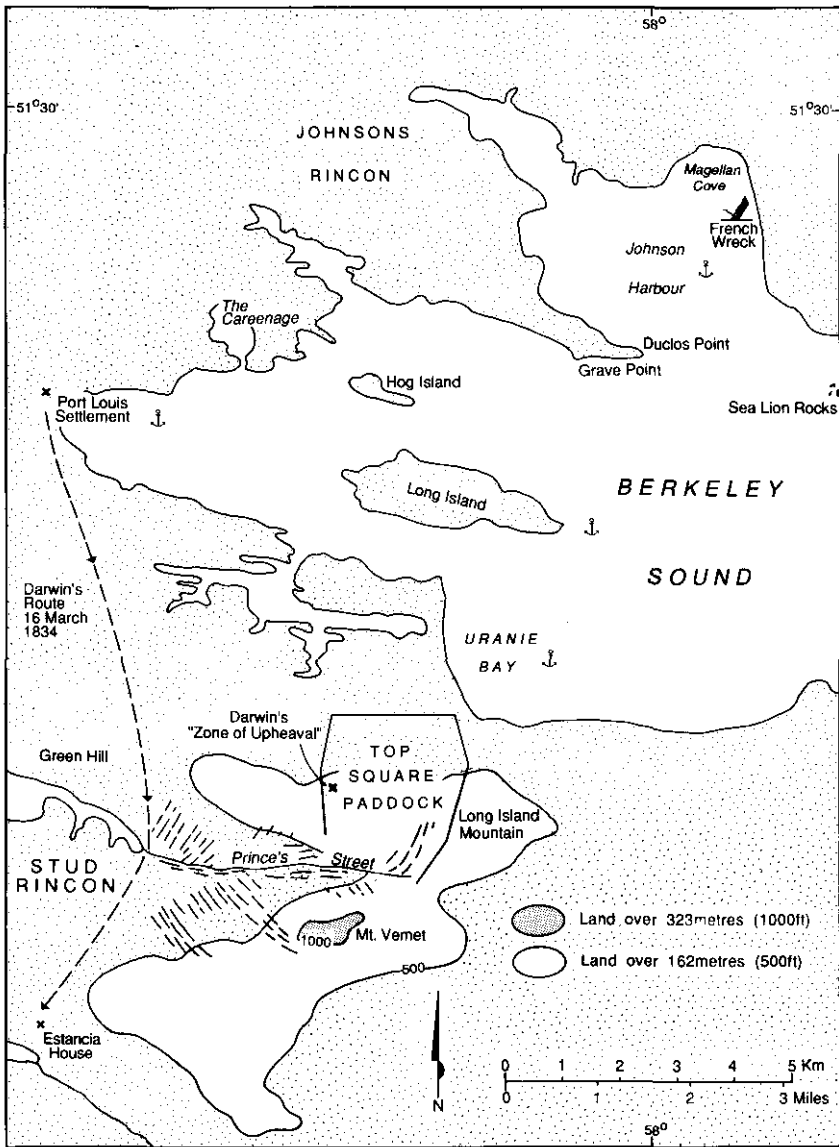 58°
51°30'
51°30'
JOHNSONS
RINCON
Magellan
Cove
French
Wreck
Johnson
Harbour
The
Careenage
Duclos Point
Grave Point
Hog Island
Port Louis
Settlement
Sea Lion Rocks
Long Island
BERKELEY
SOUND
Darwin's
Route
16 March
1834
URANIE
BAY
Darwin's
"Zone of Upheaval"
Green Hill
TOP
SQUARE
PADDOCK
Long Island
Mountain
Prince's Street
STUD
RINCON
1000
Mt. Vernet
Land over 323metres (1000ft)
Land over 162metres (500ft)
500
Estancia
House
N
0 1 2 3 4 5 Km
0 1 2 3 Miles
58°